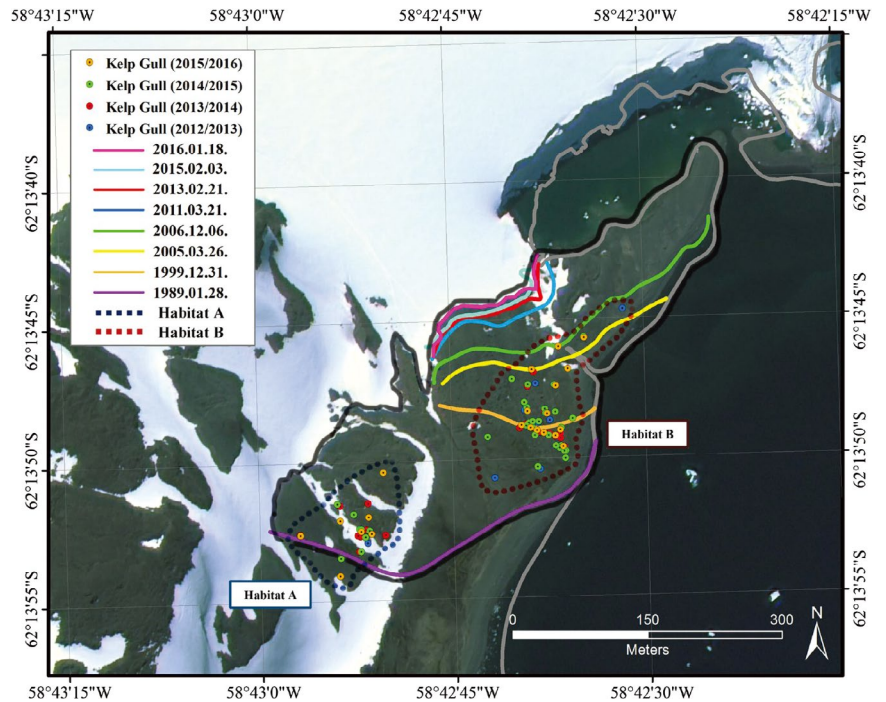 58°43'15"W 58°43'0"W 58°42'45"W 58°42'30"W 58°42'15"W
Kelp Gull (2015/2016)
Kelp Gull (2014/2015)
Kelp Gull (2013/2014)
Kelp Gull (2012/2013)
2016.01.18.
2015.02.03.
2013.02.21.
2011.03.21.
2006.12.06.
2005.03.26.
1999.12.31.
1989.01.28.
Habitat A
Habitat B
62°13'40"S
62°13'45"S
62°13'50"S
62°13'55"S
62°13'40"S
62°13'45"S
62°13'50"S
62°13'55"S
Habitat B
Habitat A
0 150 300
Meters
N
58°43'15"W 58°43'0"W 58°42'45"W 58°42'30"W